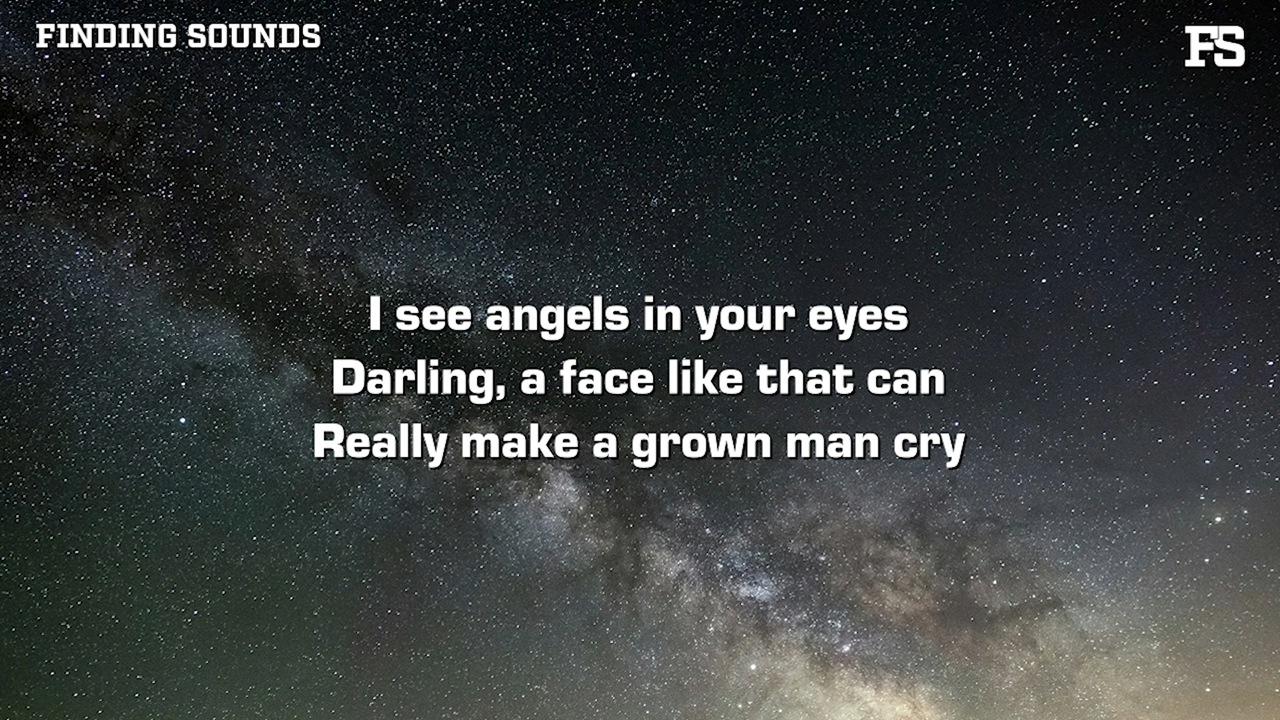 FINDING SOUNDS
FS
I see angels in your eyes
Darling, a face like that can
Really make a grown man cry